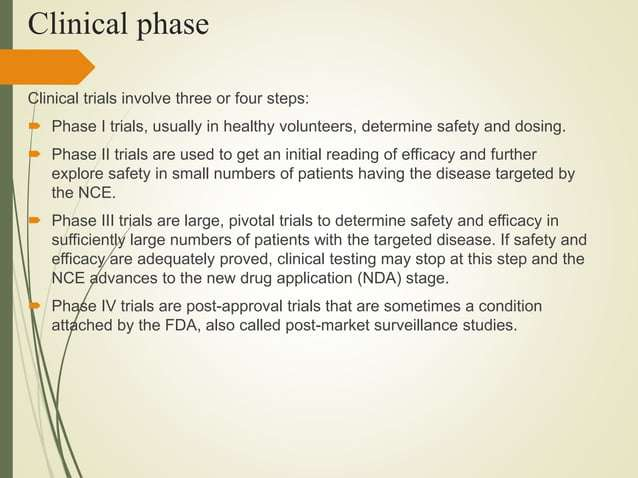 Clinical phase
Clinical trials involve three or four steps:
Phase I trials, usually in healthy volunteers, determine safety and dosing.
Phase II trials are used to get an initial reading of efficacy and further
explore safety in small numbers of patients having the disease targeted by
the NCE.
Phase III trials are large, pivotal trials to determine safety and efficacy in
sufficiently large numbers of patients with the targeted disease. If safety and
efficacy are adequately proved, clinical testing may stop at this step and the
NCE advances to the new drug application (NDA) stage.
Phase IV trials are post-approval trials that are sometimes a condition
attached by the FDA, also called post-market surveillance studies.